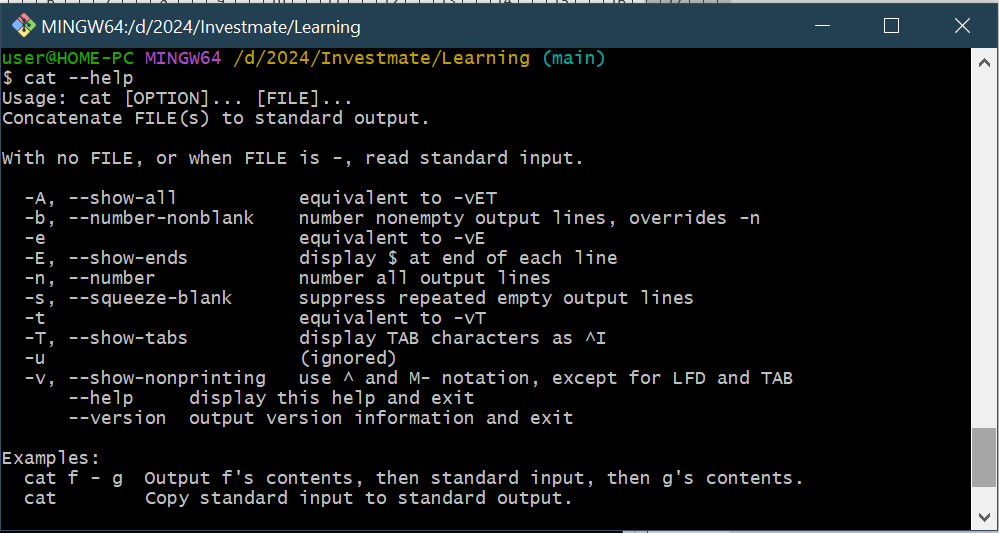 MINGW64:/d/2024/Investmate/Learning
user@HOME-PC MINGW64 /d/2024/Investmate/Learning (main)
$ cat --help
Usage: cat [OPTION]... [FILE]...
Concatenate FILE(s) to standard output.

With no FILE, or when FILE is -, read standard input.

  -A, --show-all           equivalent to -vET
  -b, --number-nonblank    number nonempty output lines, overrides -n
  -e                       equivalent to -vE
  -E, --show-ends          display $ at end of each line
  -n, --number             number all output lines
  -s, --squeeze-blank      suppress repeated empty output lines
  -t                       equivalent to -vT
  -T, --show-tabs          display TAB characters as ^I
  -u                       (ignored)
  -v, --show-nonprinting   use ^ and M- notation, except for LFD and TAB
      --help     display this help and exit
      --version  output version information and exit

Examples:
  cat f - g  Output f's contents, then standard input, then g's contents.
  cat        Copy standard input to standard output.